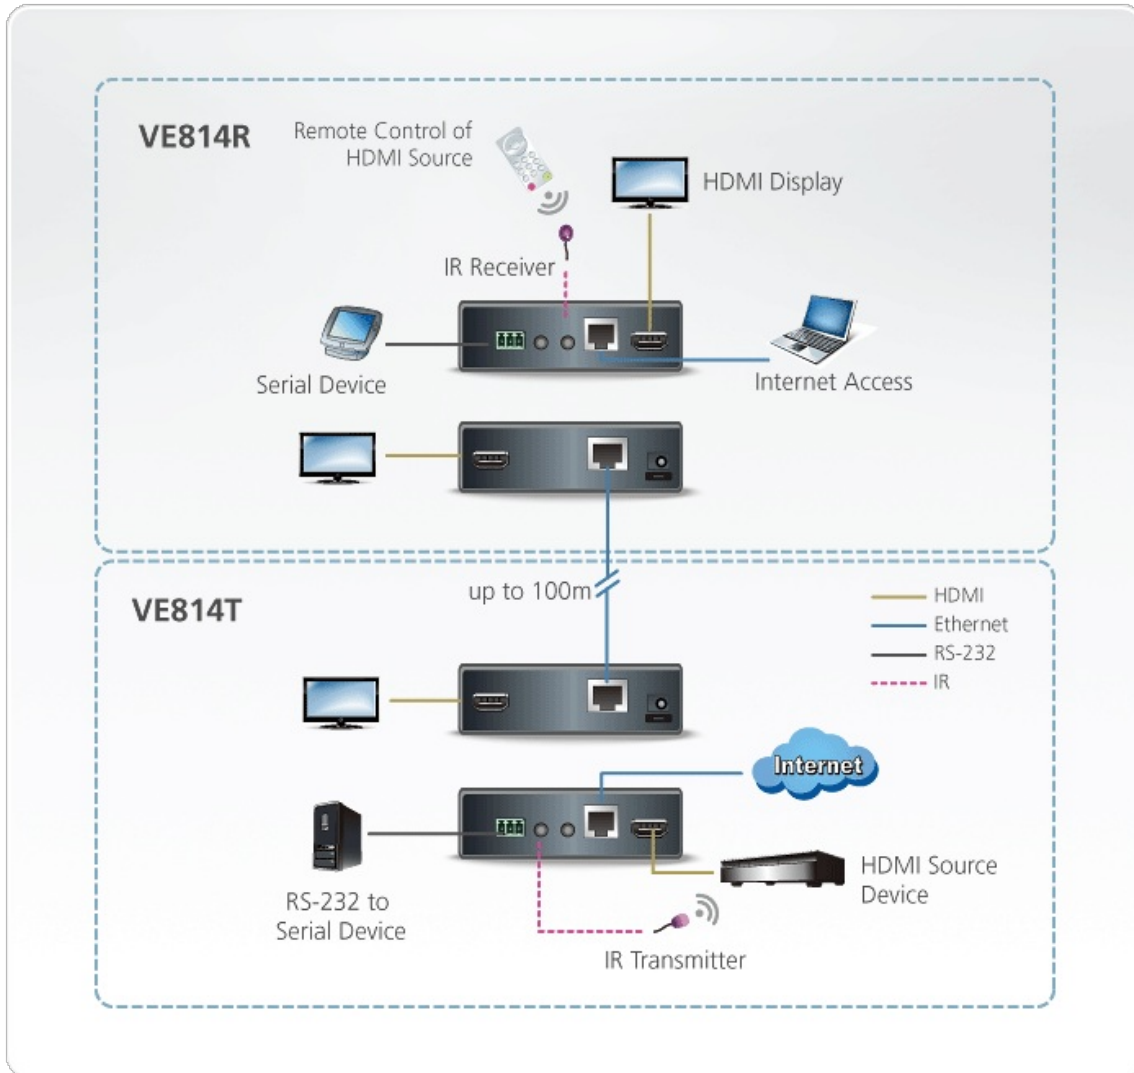 VE814R
Remote Control of
HDMI Source
HDMI Display
IR Receiver
Serial Device
Internet Access
up to 100m
VE814T
HDMI
Ethernet
RS-232
IR
Internet
RS-232 to
Serial Device
HDMI Source
Device
IR Transmitter